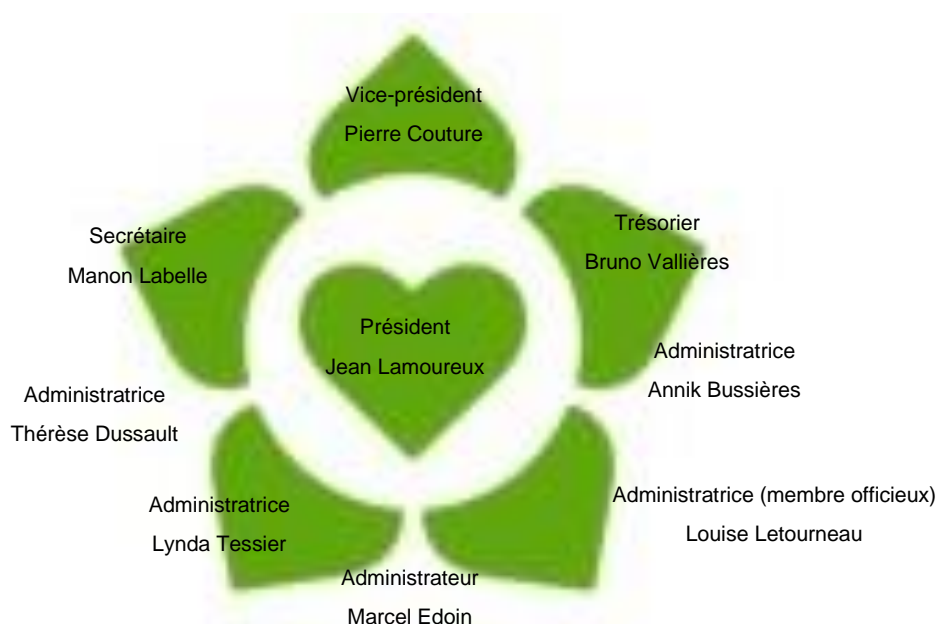 Vice-président
Pierre Couture
Secrétaire
Manon Labelle
Trésorier
Bruno Vallières
Président
Jean Lamoureux
Administratrice
Annik Bussières
Administratrice
Thérèse Dussault
Administratrice
Lynda Tessier
Administratrice (membre officieux)
Louise Letourneau
Administrateur
Marcel Edoin